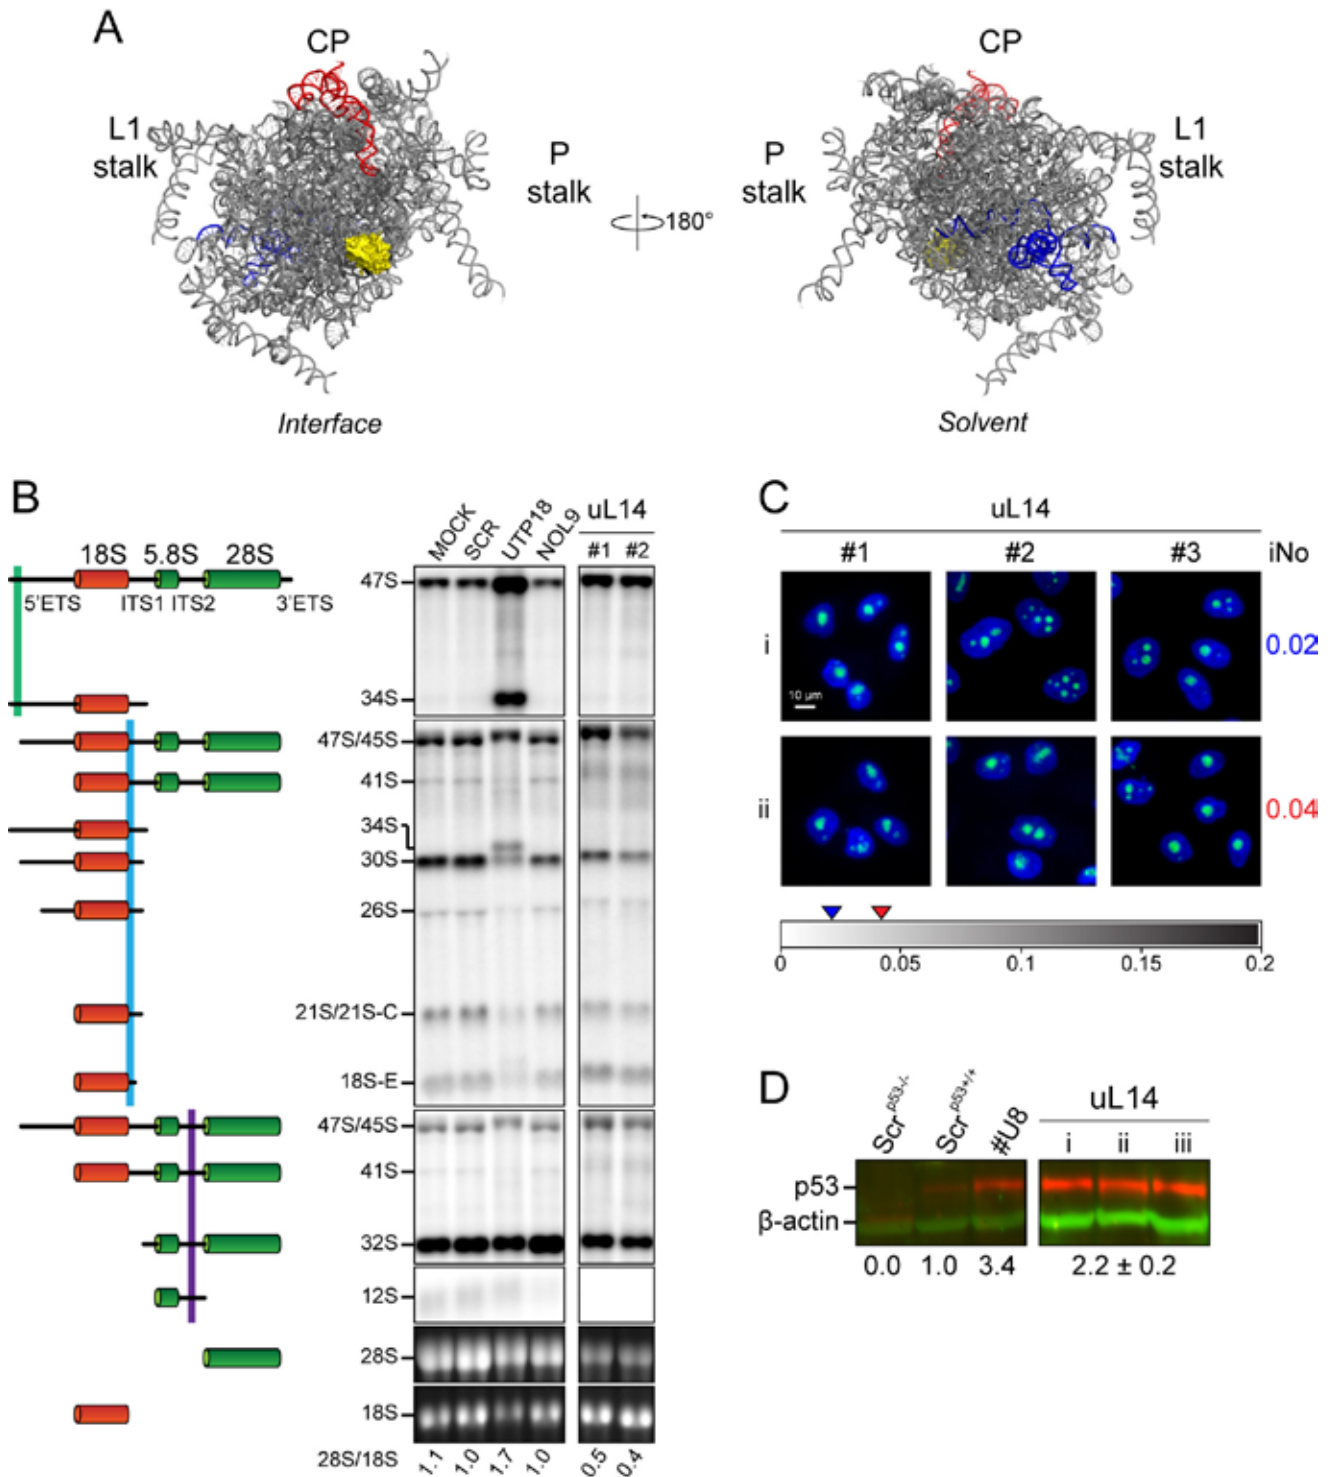 A
CP
L1
stalk
P
stalk
180°
Interface
CP
P
stalk
L1
stalk
Solvent
B
18S 5.8S 28S
5'ETS ITS1 ITS2 3'ETS
MOCK SCR UTP18 NOL9 uL14
#1 #2
47S
34S
47S/45S
41S
34S
30S
26S
21S/21S-C
18S-E
47S/45S
41S
32S
12S
28S
18S
28S/18S 1.1 1.0 1.7 1.0 0.5 0.4
C
uL14
#1 #2 #3 iNo
i 0.02
10 µm
ii 0.04
0 0.05 0.1 0.15 0.2
D
Scr p53-/- Scr p53+/+ #U8 uL14
i ii iii
p53
β-actin
0.0 1.0 3.4 2.2 ± 0.2